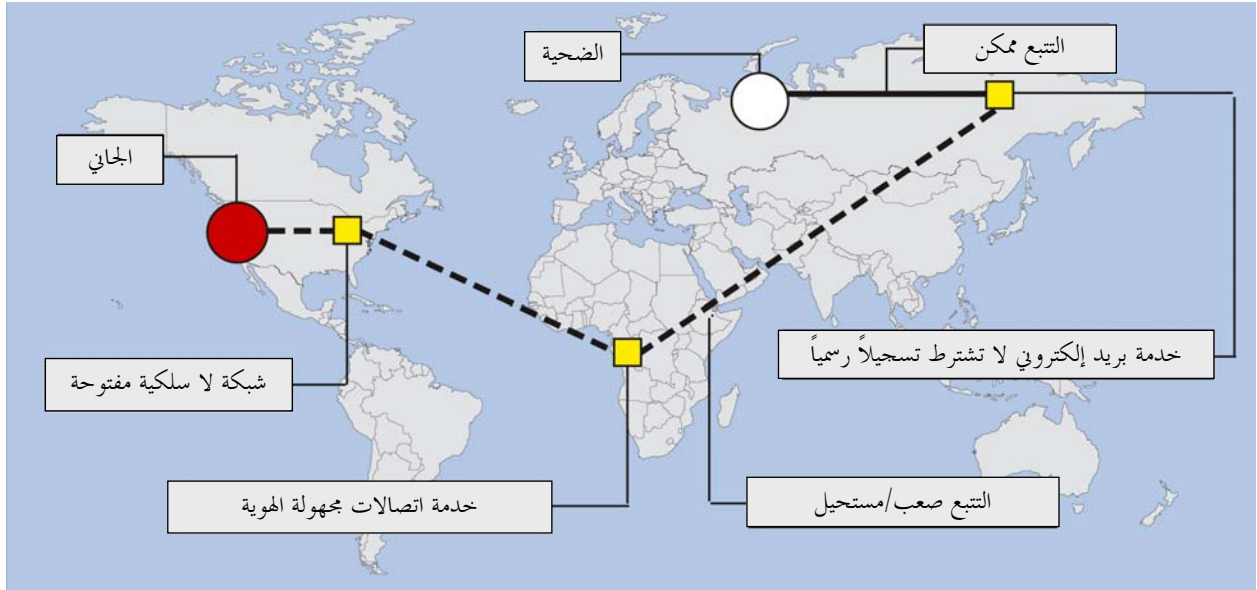 التتبع ممكن
الضحية
الجاني
خدمة بريد إلكتروني لا تشترط تسجيلاً رسمياً
شبكة لا سلكية مفتوحة
التتبع صعب/مستحيل
خدمة اتصالات مجهولة الهوية